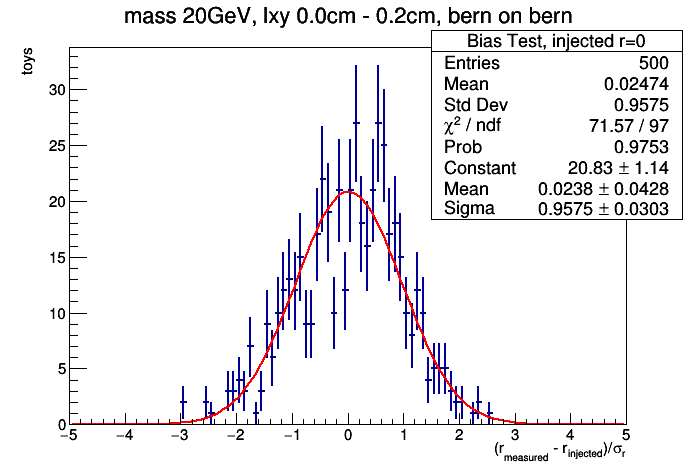 mass 20GeV, lxy 0.0cm - 0.2cm, bern on bern
toys
Bias Test, injected r=0
Entries 500
Mean 0.02474
Std Dev 0.9575
χ² / ndf 71.57 / 97
Prob 0.9753
Constant 20.83 ± 1.14
Mean 0.0238 ± 0.0428
Sigma 0.9575 ± 0.0303
30
25
20
15
10
5
0
−5 −4 −3 −2 −1 0 1 2 3 4 5
(r_measured - r_injected)/σ_r